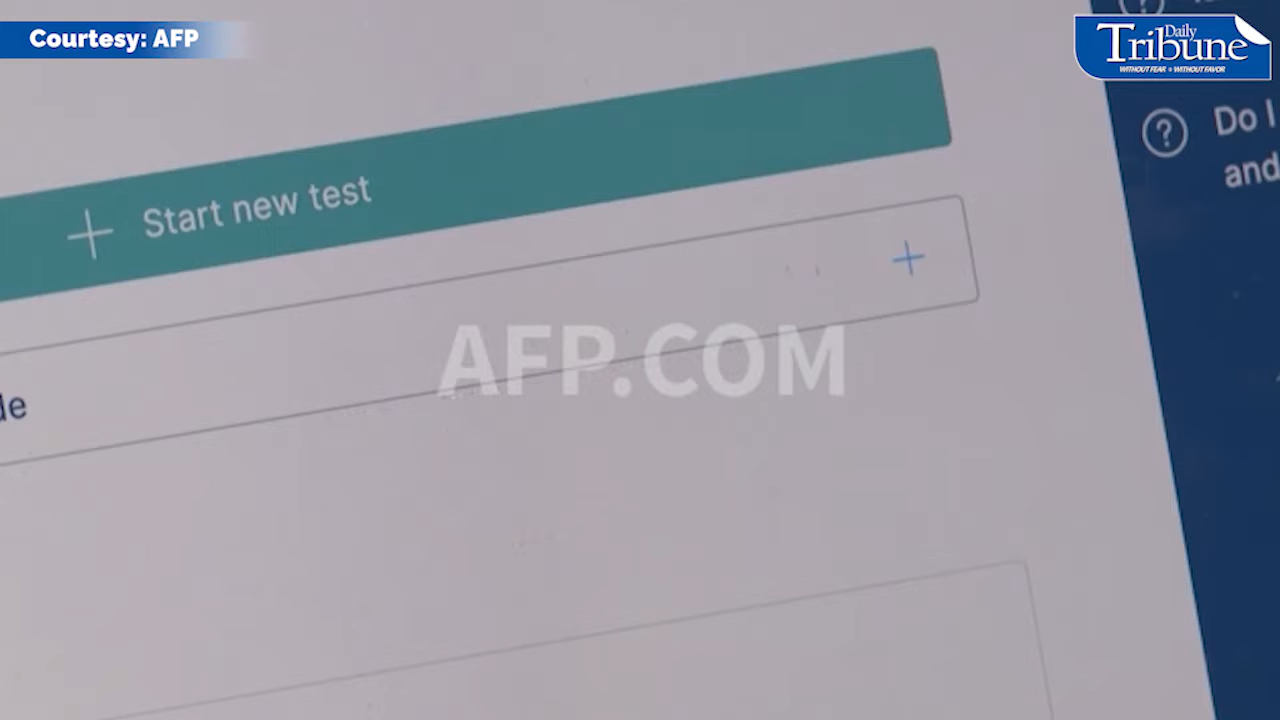 Courtesy: AFP
Daily
Tribune
WITHOUT FEAR • WITHOUT FAVOR
Do I
and
Start new test
AFP.COM
de